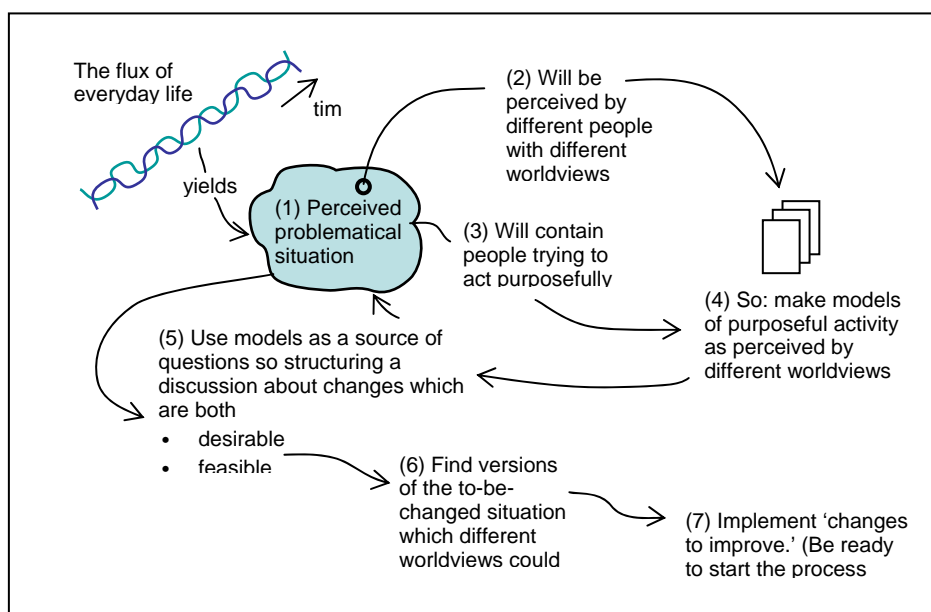 The flux of
everyday life
tim
yields
(1) Perceived
problematical
situation
(2) Will be
perceived by
different people
with different
worldviews
(3) Will contain
people trying to
act purposefully
(4) So: make models
of purposeful activity
as perceived by
different worldviews
(5) Use models as a source of
questions so structuring a
discussion about changes which
are both
• desirable
• feasible
(6) Find versions
of the to-be-
changed situation
which different
worldviews could
(7) Implement ‘changes
to improve.’ (Be ready
to start the process